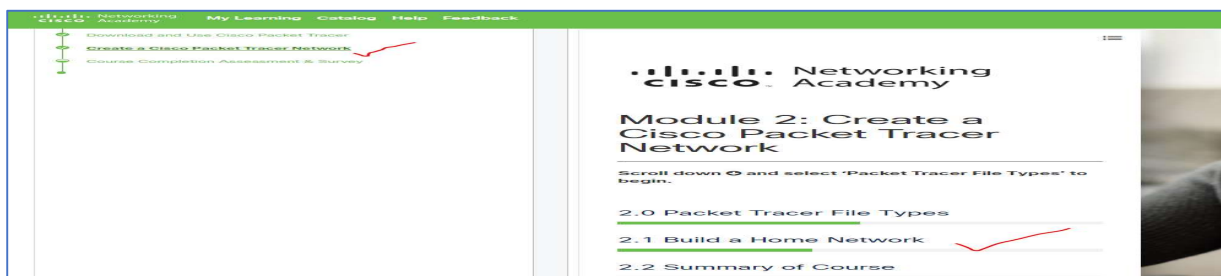 Networking
CISCO Academy
My Learning Catalog Help Feedback
Download and Use Cisco Packet Tracer
Create a Cisco Packet Tracer Network
Course Completion Assessment & Survey
Networking
CISCO Academy
Module 2: Create a
Cisco Packet Tracer
Network
Scroll down and select 'Packet Tracer File Types' to
begin.
2.0 Packet Tracer File Types
2.1 Build a Home Network
2.2 Summary of Course